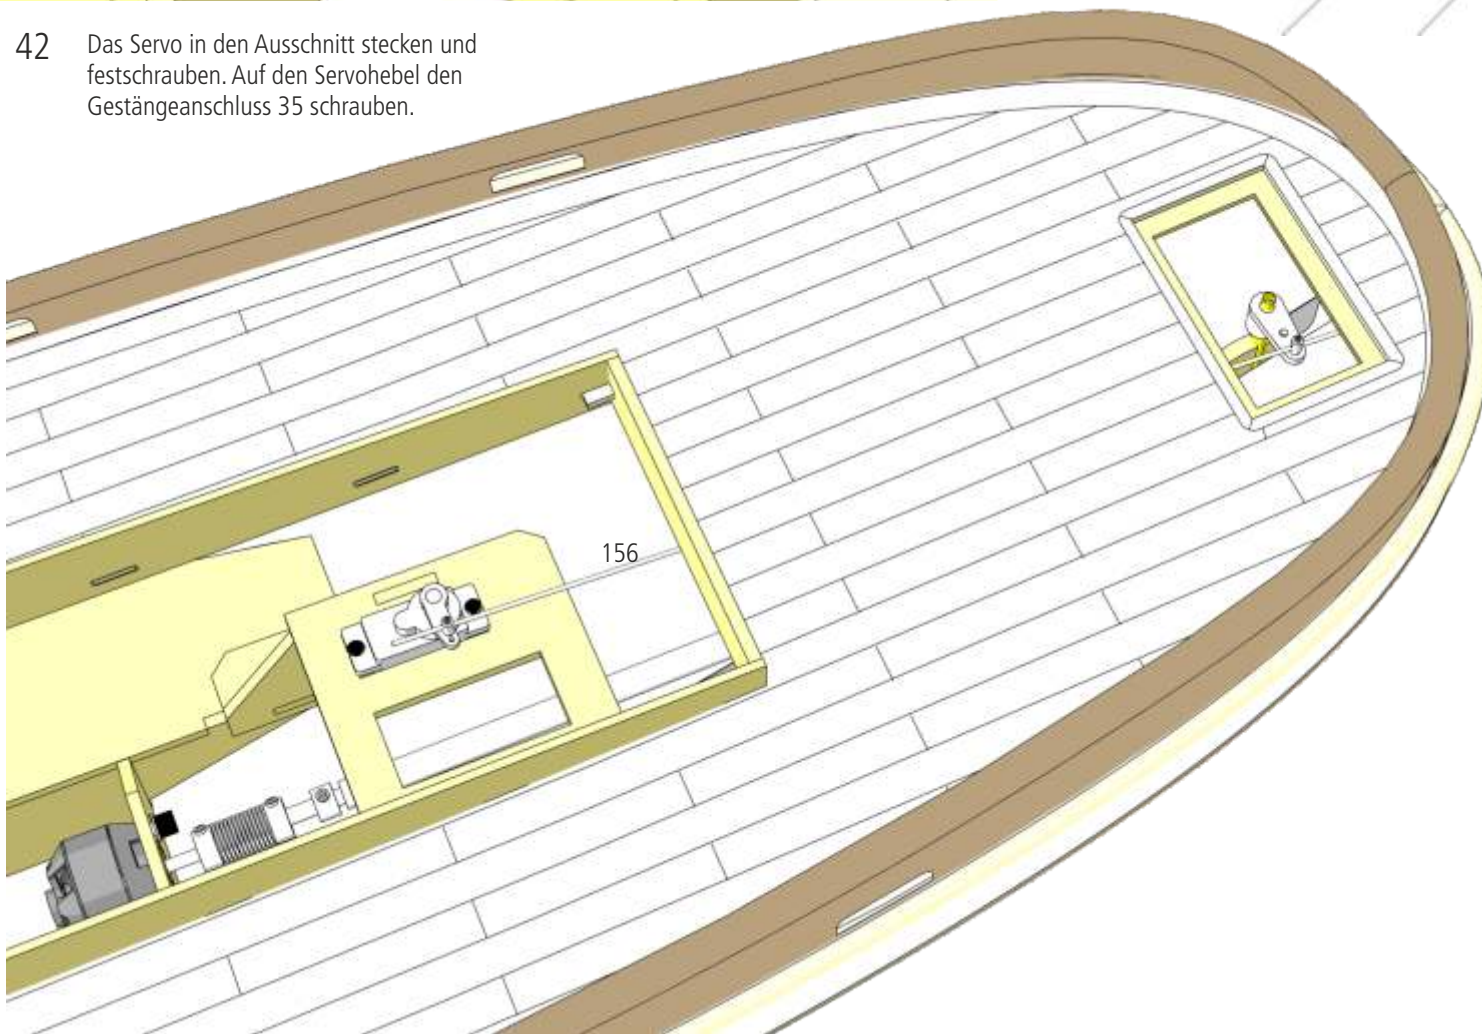 42 Das Servo in den Ausschnitt stecken und
festschrauben. Auf den Servohebel den
Gestängeanschluss 35 schrauben.
156